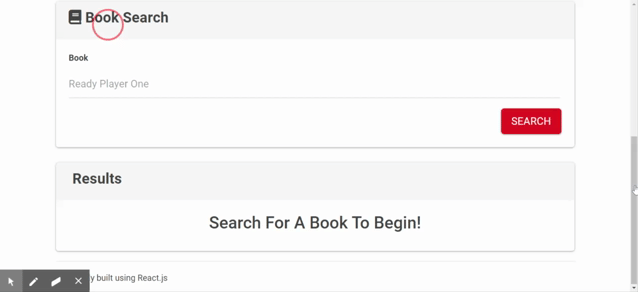 Book Search
Book
Ready Player One
SEARCH
Results
Search For A Book To Begin!
built using React.js